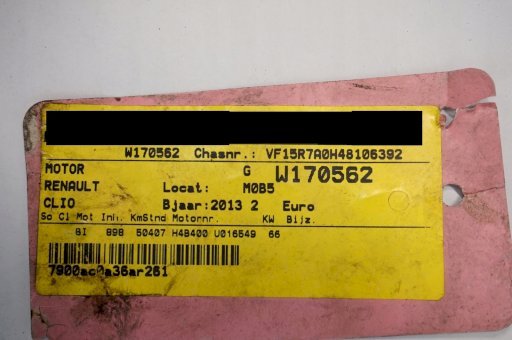 W170562 Chasnr.: VF15R7A0H48106392
MOTOR G W170562
RENAULT Locat: M0B5
CLIO Bjaar:2013 2 Euro
So Cl Mot Inh. KmStnd Motornr. KW Bijz.
BI 898 50407 H4B400 U016549 66
7900ac0a36ar261